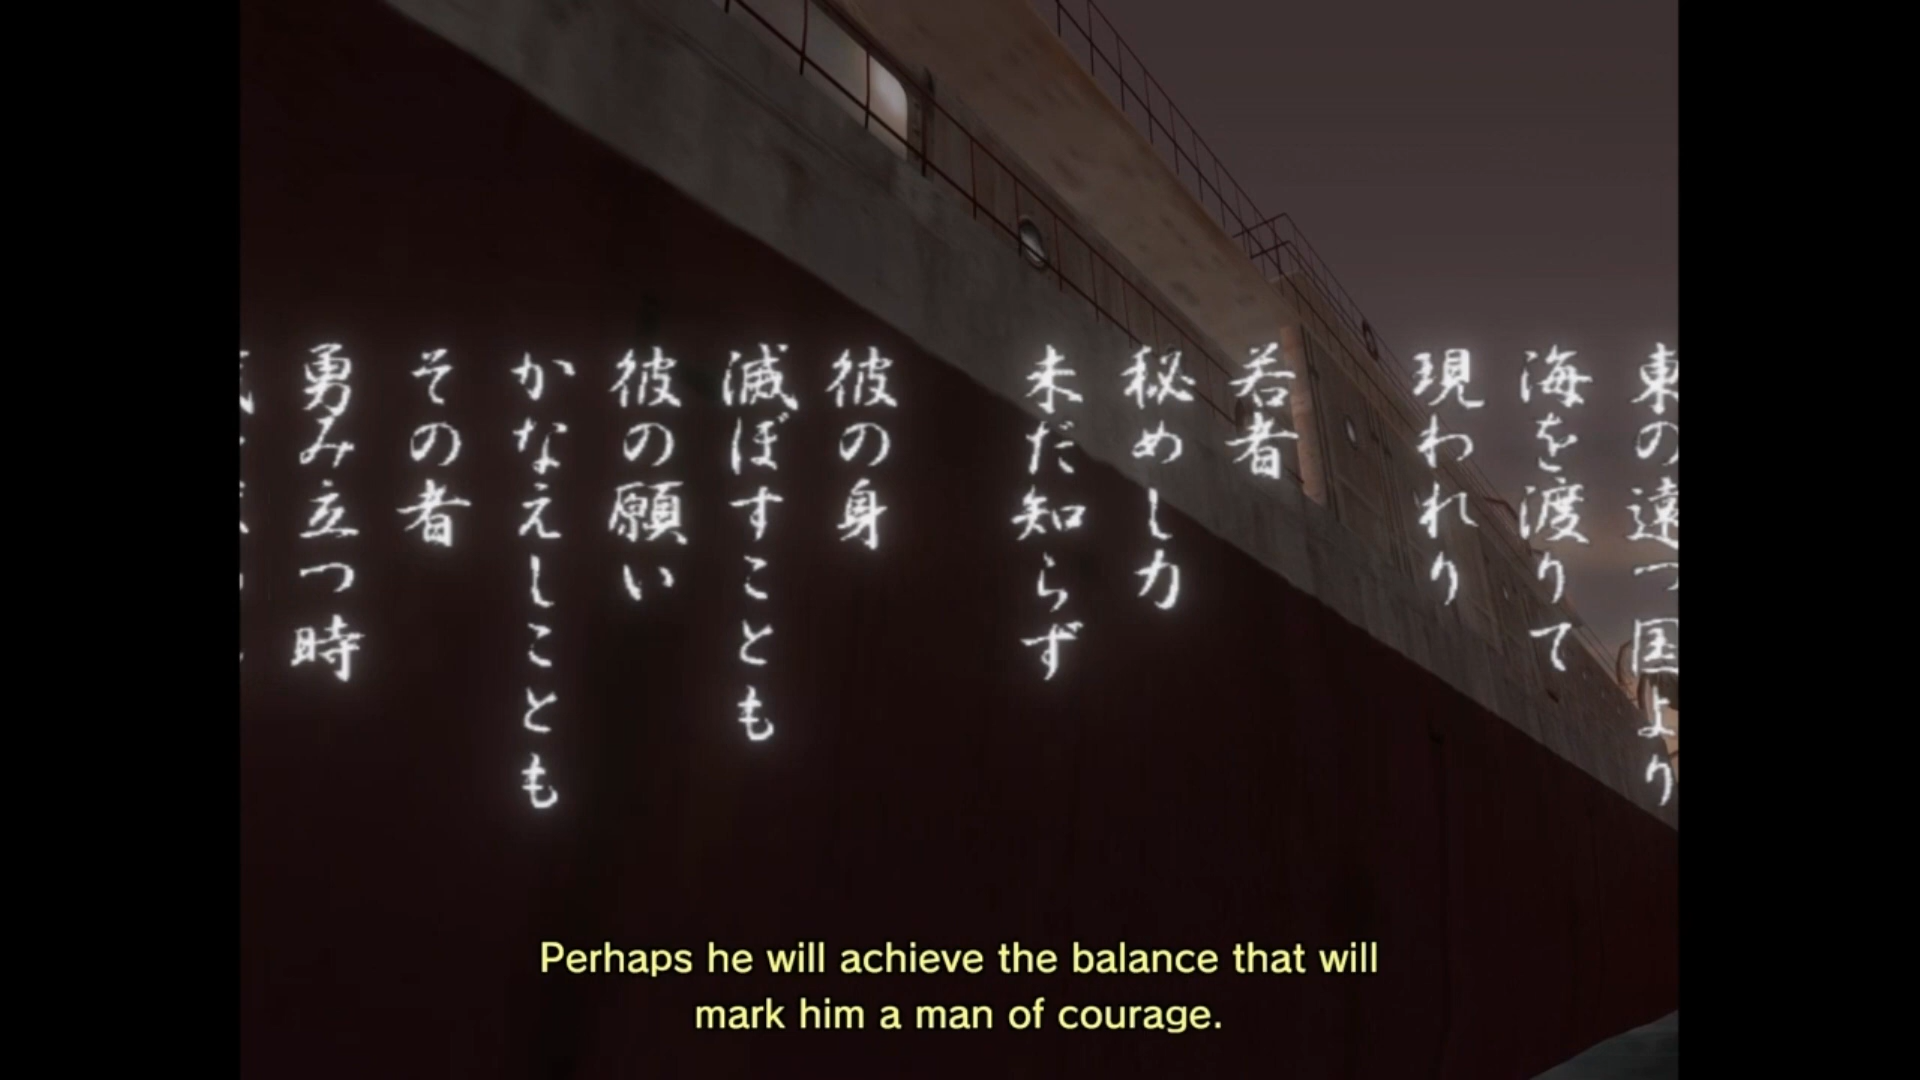 東の遠つ国より
海を渡りて
現われり
若者
秘めし力
未だ知らず
彼の身
滅ぼすことも
彼の願い
かなえしことも
その者
勇み立つ時
Perhaps he will achieve the balance that will
mark him a man of courage.